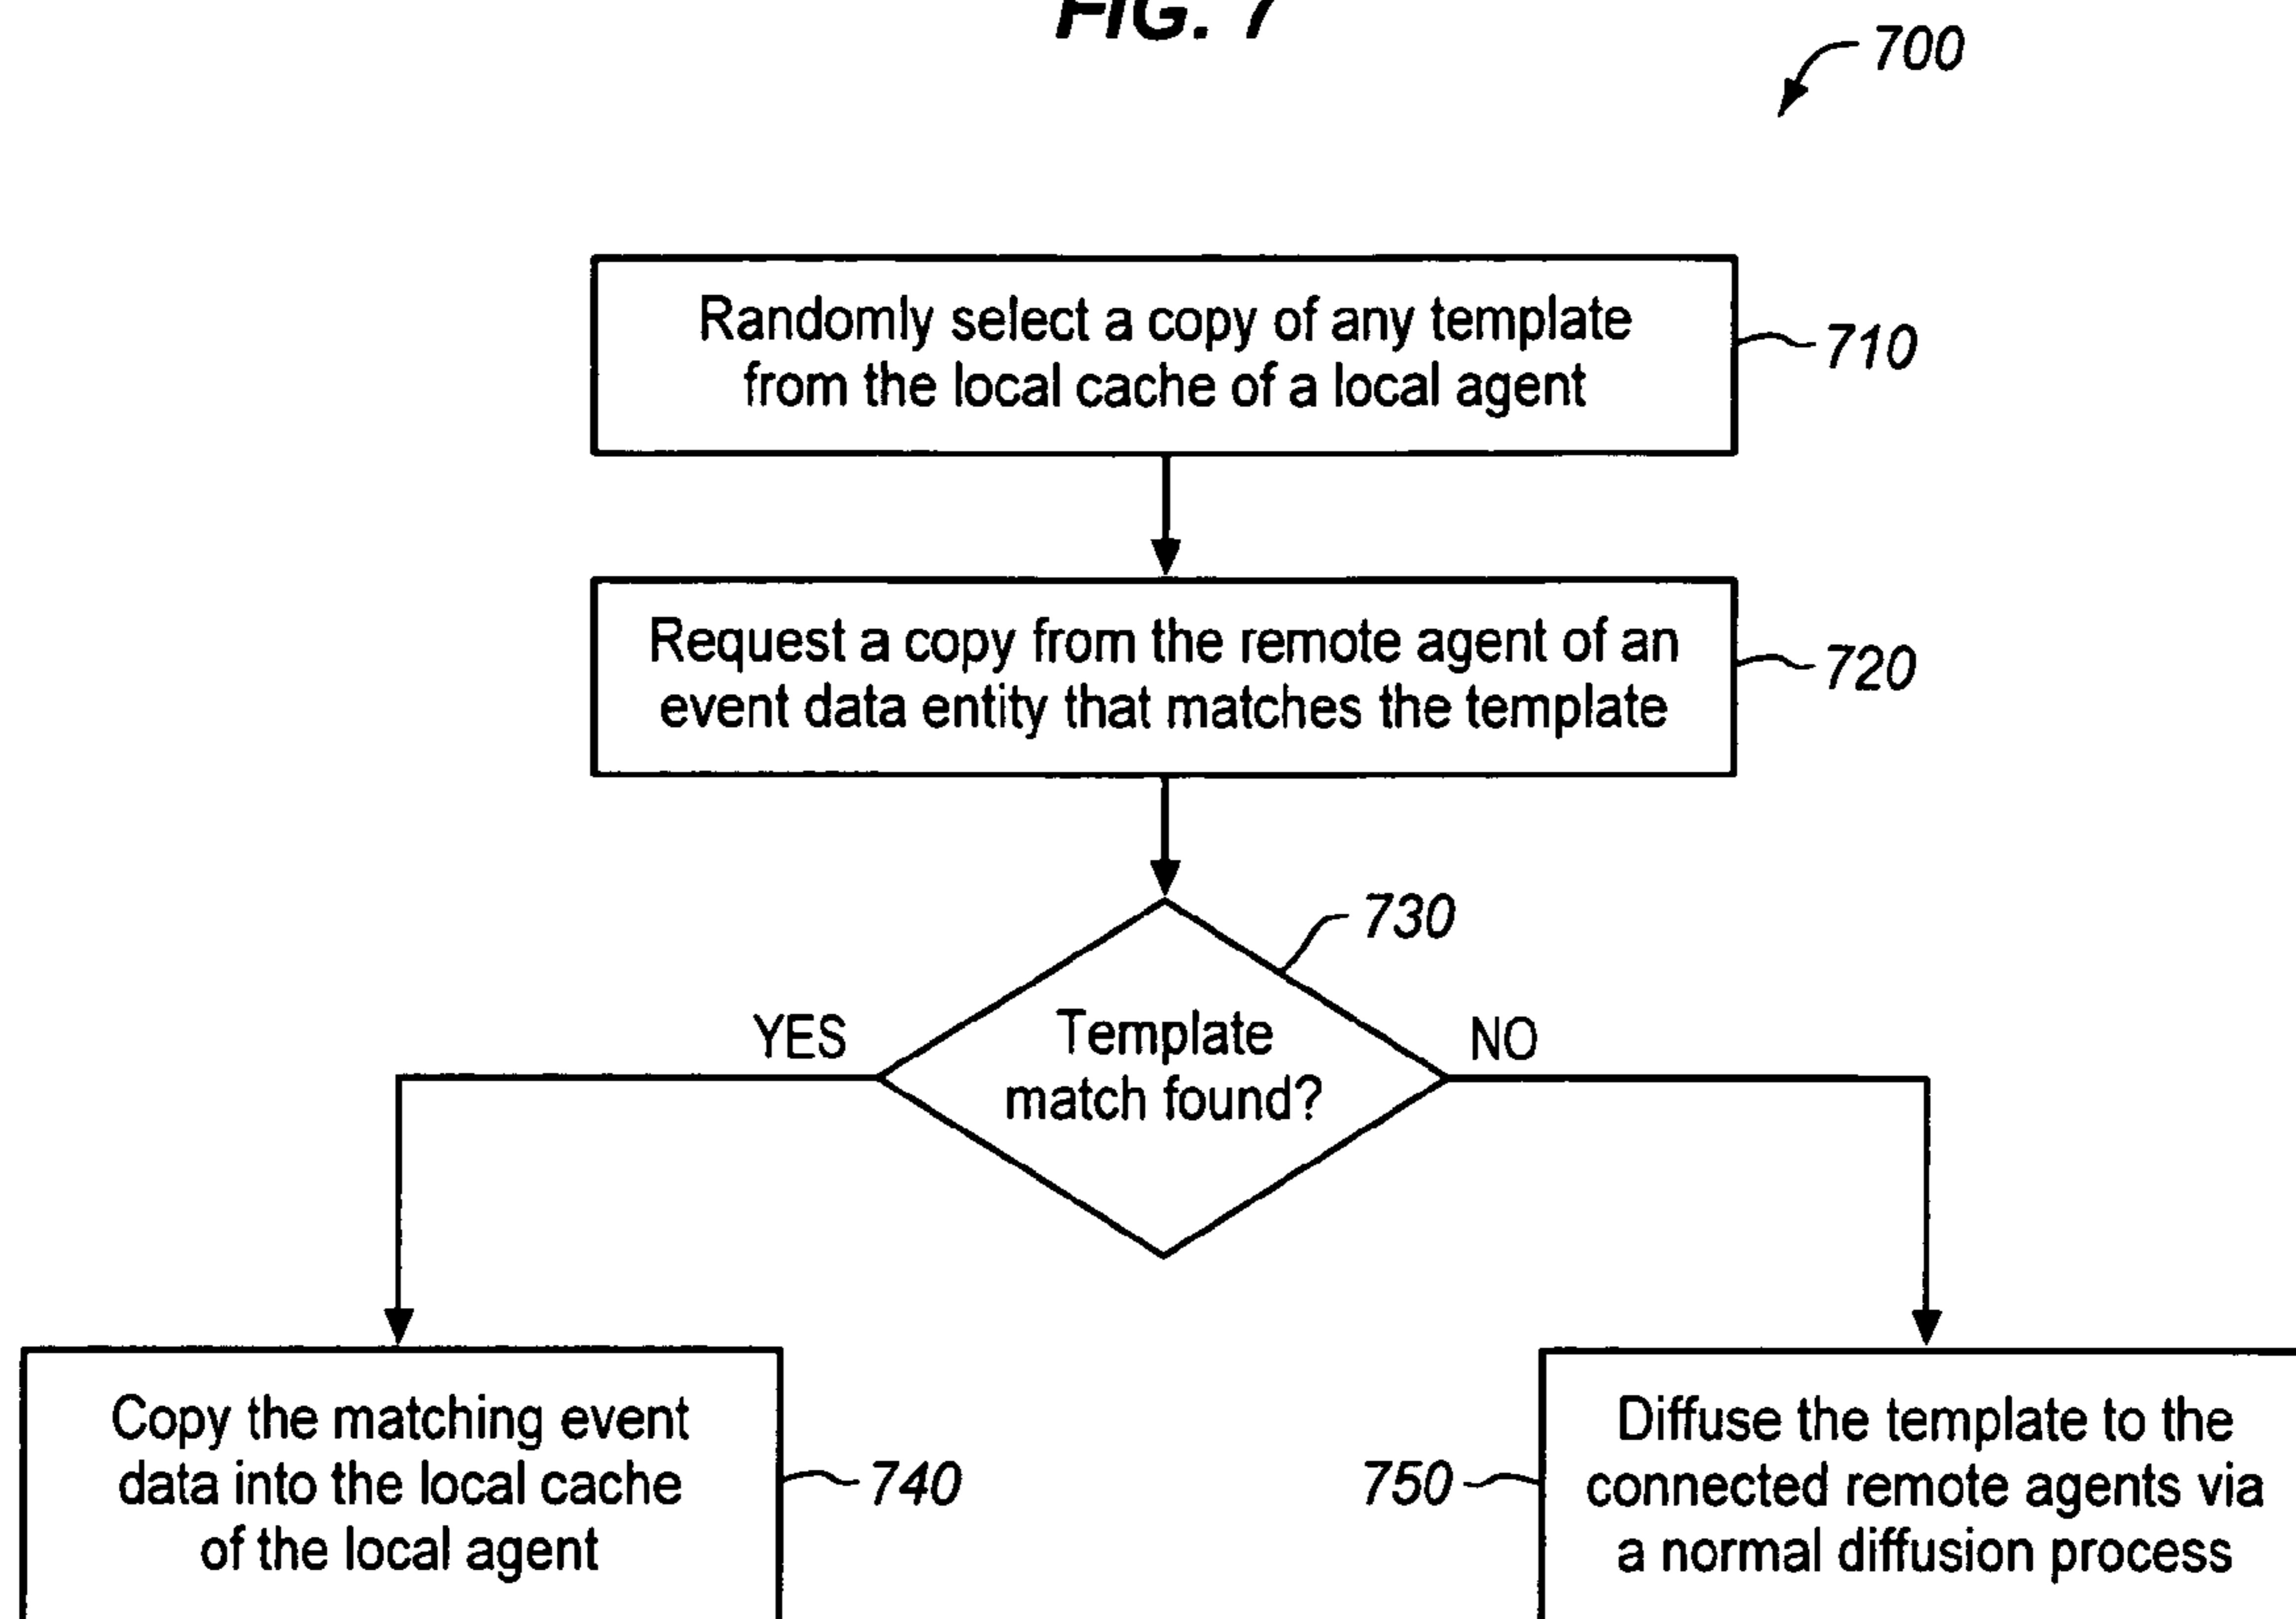 FIG. 7
700
Randomly select a copy of any template
from the local cache of a local agent
710
Request a copy from the remote agent of an
event data entity that matches the template
720
730
YES
Template
match found?
NO
Copy the matching event
data into the local cache
of the local agent
740
750
Diffuse the template to the
connected remote agents via
a normal diffusion process